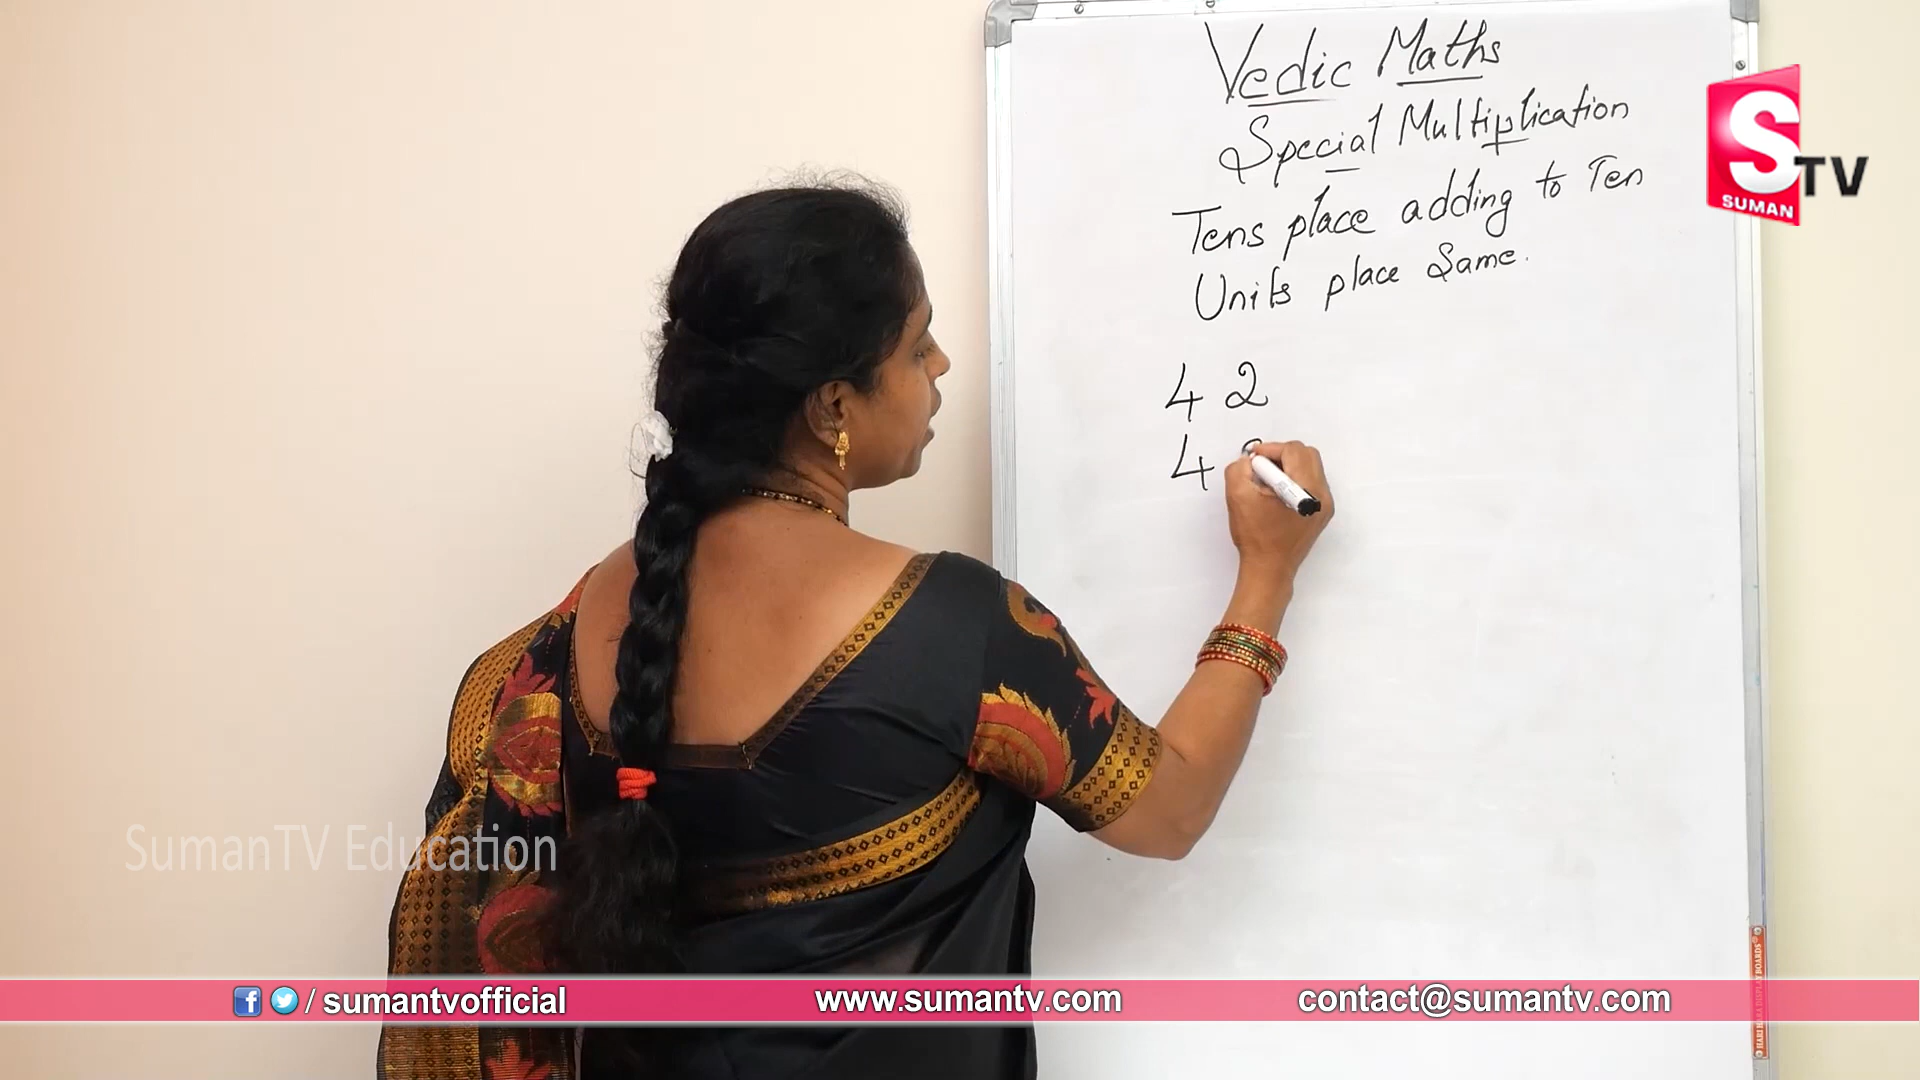 Vedic Maths
Special Multiplication
Tens place adding to Ten
Units place Same.
4 2
4
S TV
SUMAN
SumanTV Education
/ sumantvofficial
www.sumantv.com
contact@sumantv.com